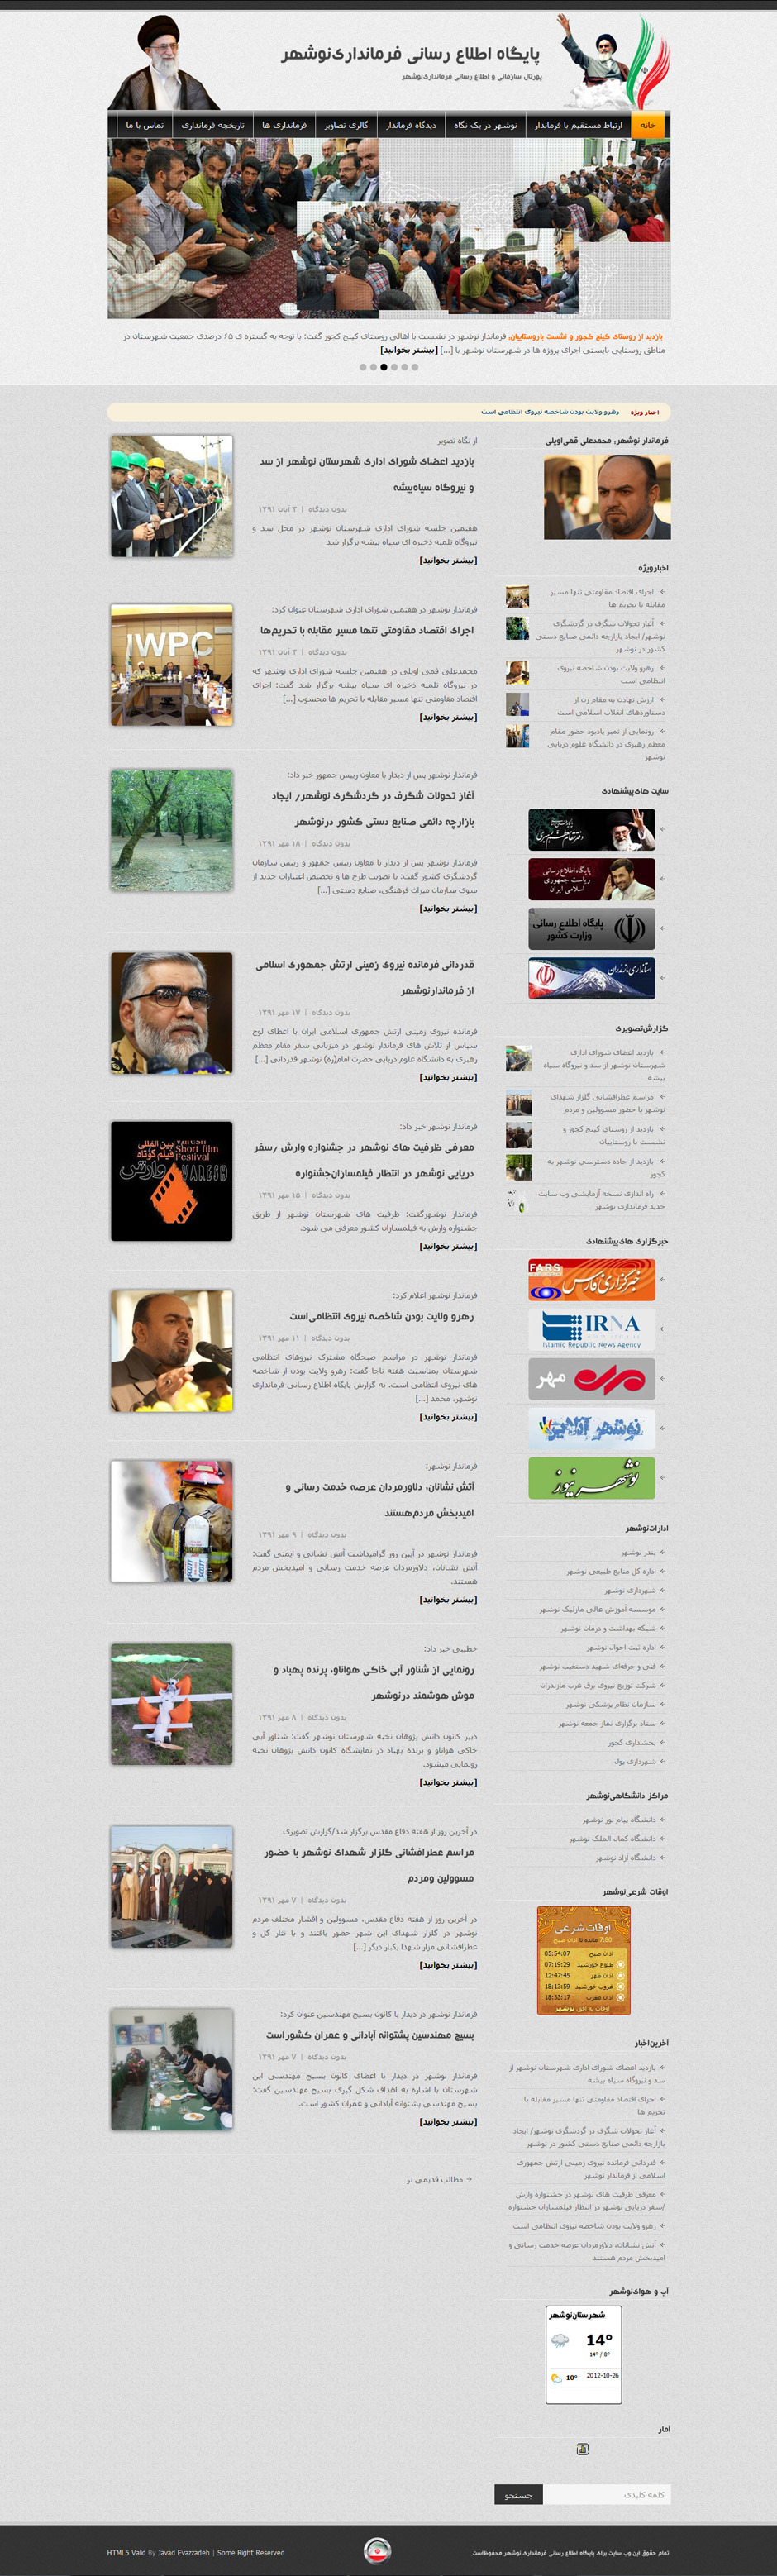 پایگاه اطلاع رسانی فرمانداری‌نوشهر
پورتال سازمانی و اطلاع رسانی فرمانداری‌نوشهر
خانه
ارتباط مستقیم با فرماندار
نوشهر در یک نگاه
دیدگاه فرماندار
گالری تصاویر
فرمانداری ها
تاریخچه فرمانداری
تماس با ما
بازدید از روستای کینج کجور و نشست با روستاییان. فرماندار نوشهر در نشست با اهالی روستای کینج کجور گفت: با توجه به گستره ی ۶۵ درصدی جمعیت شهرستان در
مناطق روستایی بایستی اجرای پروژه ها در شهرستان نوشهر با [...] [بیشتر بخوانید]
اخبار ویژه
رهرو ولایت بودن شاخصه نیروی انتظامی است
فرماندار نوشهر، محمدعلی قمی‌اویلی
اخبارویژه
اجرای اقتصاد مقاومتی تنها مسیر
مقابله با تحریم ها
آغاز تحولات شگرف در گردشگری
نوشهر/ ایجاد بازارچه دائمی صنایع دستی
کشور در نوشهر
رهرو ولایت بودن شاخصه نیروی
انتظامی است
ارزش نهادن به مقام زن از
دستاوردهای انقلاب اسلامی است
رونمایی از تمبر یادبود حضور مقام
معظم رهبری در دانشگاه علوم دریایی
نوشهر
سایت های‌پیشنهادی
پایگاه اطلاع رسانی
ریاست جمهوری
اسلامی ایران
پایگاه اطلاع رسانی
وزارت کشور
استانداری مازندران
گزارش‌تصویری
بازدید اعضای شورای اداری
شهرستان نوشهر از سد و نیروگاه سیاه
بیشه
مراسم عطرافشانی گلزار شهدای
نوشهر با حضور مسوولین و مردم
بازدید از روستای کینج کجور و
نشست با روستاییان
بازدید از جاده دسترسی نوشهر به
کجور
راه اندازی نسخه آزمایشی وب سایت
جدید فرمانداری نوشهر
خبرگزاری های‌پیشنهادی
FARS
خبرگزاری فارس
IRNA
Islamic Republic News Agency
مهر
نوشهر آنلاین
نوشهر نیوز
ادارات‌نوشهر
بندر نوشهر
اداره کل منابع طبیعی نوشهر
شهرداری نوشهر
موسسه آموزش عالی مارلیک نوشهر
شبکه بهداشت و درمان نوشهر
اداره ثبت احوال نوشهر
فنی و حرفه‌ای شهید دستغیب نوشهر
شرکت توزیع نیروی برق غرب مازندران
سازمان نظام پزشکی نوشهر
ستاد برگزاری نماز جمعه نوشهر
بخشداری کجور
شهرداری پول
مراکز دانشگاهی‌نوشهر
دانشگاه پیام نور نوشهر
دانشگاه کمال الملک نوشهر
دانشگاه آزاد نوشهر
اوقات شرعی‌نوشهر
اوقات شرعی
7:80 مانده تا اذان صبح
اذان صبح 05:54:07
طلوع خورشید 07:19:29
اذان ظهر 12:47:45
غروب خورشید 18:13:59
اذان مغرب 18:32:17
اوقات به افق نوشهر
آخرین‌اخبار
بازدید اعضای شورای اداری شهرستان نوشهر از
سد و نیروگاه سیاه بیشه
اجرای اقتصاد مقاومتی تنها مسیر مقابله با
تحریم ها
آغاز تحولات شگرف در گردشگری نوشهر/ ایجاد
بازارچه دائمی صنایع دستی کشور در نوشهر
قدردانی فرمانده نیروی زمینی ارتش جمهوری
اسلامی از فرماندار نوشهر
معرفی ظرفیت های نوشهر در جشنواره وارش
/سفر دریایی نوشهر در انتظار فیلمسازان جشنواره
رهرو ولایت بودن شاخصه نیروی انتظامی است
آتش نشانان، دلاورمردان عرصه خدمت رسانی و
امیدبخش مردم هستند
آب و هوای‌نوشهر
شهرستان‌نوشهر
14°
14° / 8°
10°
2012-10-26
آمار
کلمه کلیدی
جستجو
از نگاه تصویر
بازدید اعضای شورای اداری شهرستان نوشهر از سد
و نیروگاه سیاه‌بیشه
بدون دیدگاه | ۳ آبان ۱۳۹۱
هفتمین جلسه شورای اداری شهرستان نوشهر در محل سد و
نیروگاه تلمبه ذخیره ای سیاه بیشه برگزار شد
[بیشتر بخوانید]
فرماندار نوشهر در هفتمین شورای اداری شهرستان عنوان کرد:
اجرای اقتصاد مقاومتی تنها مسیر مقابله با تحریم‌ها
بدون دیدگاه | ۳ آبان ۱۳۹۱
محمدعلی قمی اویلی در هفتمین جلسه شورای اداری نوشهر که
در نیروگاه تلمبه ذخیره ای سیاه بیشه برگزار شد گفت: اجرای
اقتصاد مقاومتی تنها مسیر مقابله با تحریم ها محسوب [...]
[بیشتر بخوانید]
IWPC
فرماندار نوشهر پس از دیدار با معاون رییس جمهور خبر داد:
آغاز تحولات شگرف در گردشگری نوشهر/ ایجاد
بازارچه دائمی صنایع دستی کشور درنوشهر
بدون دیدگاه | ۱۸ مهر ۱۳۹۱
فرماندار نوشهر پس از دیدار با معاون رییس جمهور و رییس سازمان
گردشگری کشور گفت: با تصویب طرح ها و تخصیص اعتبارات جدید از
سوی سازمان میراث فرهنگی، صنایع دستی [...]
[بیشتر بخوانید]
قدردانی فرمانده نیروی زمینی ارتش جمهوری اسلامی
از فرماندارنوشهر
بدون دیدگاه | ۱۷ مهر ۱۳۹۱
فرمانده نیروی زمینی ارتش جمهوری اسلامی ایران با اعطای لوح
سپاس از تلاش های فرماندار نوشهر در میزبانی سفر مقام معظم
رهبری به دانشگاه علوم دریایی حضرت امام(ره) نوشهر قدردانی [...]
[بیشتر بخوانید]
فرماندار نوشهر خبر داد:
معرفی ظرفیت های نوشهر در جشنواره وارش /سفر
دریایی نوشهر در انتظار فیلمسازان‌جشنواره
بدون دیدگاه | ۱۵ مهر ۱۳۹۱
فرماندار نوشهرگفت: ظرفیت های شهرستان نوشهر از طریق
جشنواره وارش به فیلمسازان کشور معرفی می شود.
[بیشتر بخوانید]
بین المللی
فیلم کوتاه
وارش
Short film
Festival
VARESH
فرماندار نوشهر اعلام کرد:
رهرو ولایت بودن شاخصه نیروی انتظامی‌است
بدون دیدگاه | ۱۱ مهر ۱۳۹۱
فرماندار نوشهر در مراسم صبحگاه مشترک نیروهای انتظامی
شهرستان بمناسبت هفته ناجا گفت: رهرو ولایت بودن از شاخصه
های نیروی انتظامی است. به گزارش پایگاه اطلاع رسانی فرمانداری
نوشهر، محمد [...]
[بیشتر بخوانید]
فرماندار نوشهر:
آتش نشانان، دلاورمردان عرصه خدمت رسانی و
امیدبخش مردم‌هستند
بدون دیدگاه | ۹ مهر ۱۳۹۱
فرماندار نوشهر در آیین روز گرامیداشت آتش نشانی و ایمنی گفت:
آتش نشانان، دلاورمردان عرصه خدمت رسانی و امیدبخش مردم
هستند.
[بیشتر بخوانید]
خطیبی خبر داد:
رونمایی از شناور آبی خاکی هواناو، پرنده پهباد و
موش هوشمند درنوشهر
بدون دیدگاه | ۸ مهر ۱۳۹۱
دبیر کانون دانش پژوهان نخبه شهرستان نوشهر گفت: شناور آبی
خاکی هواناو و پرنده پهباد در نمایشگاه کانون دانش پژوهان نخبه
رونمایی میشود.
[بیشتر بخوانید]
در آخرین روز از هفته دفاع مقدس برگزار شد/گزارش تصویری
مراسم عطرافشانی گلزار شهدای نوشهر با حضور
مسوولین ومردم
بدون دیدگاه | ۷ مهر ۱۳۹۱
در آخرین روز از هفته دفاع مقدس، مسوولین و اقشار مختلف مردم
نوشهر در گلزار شهدای این شهر حضور یافتند و با نثار گل و
عطرافشانی مزار شهدا یکبار دیگر [...]
[بیشتر بخوانید]
فرماندار نوشهر در دیدار با کانون بسیج مهندسین عنوان کرد:
بسیج مهندسین پشتوانه آبادانی و عمران کشوراست
بدون دیدگاه | ۷ مهر ۱۳۹۱
فرماندار نوشهر در دیدار با اعضای کانون بسیج مهندسی این
شهرستان با اشاره به اهدای شکل گیری بسیج مهندسین گفت:
بسیج مهندسی پشتوانه آبادانی و عمران کشور است.
[بیشتر بخوانید]
مطالب قدیمی تر
تمام حقوق این وب سایت برای پایگاه اطلاع رسانی فرمانداری نوشهر محفوظ‌است.
HTML5 Valid By Javad Evazzadeh | Some Right Reserved